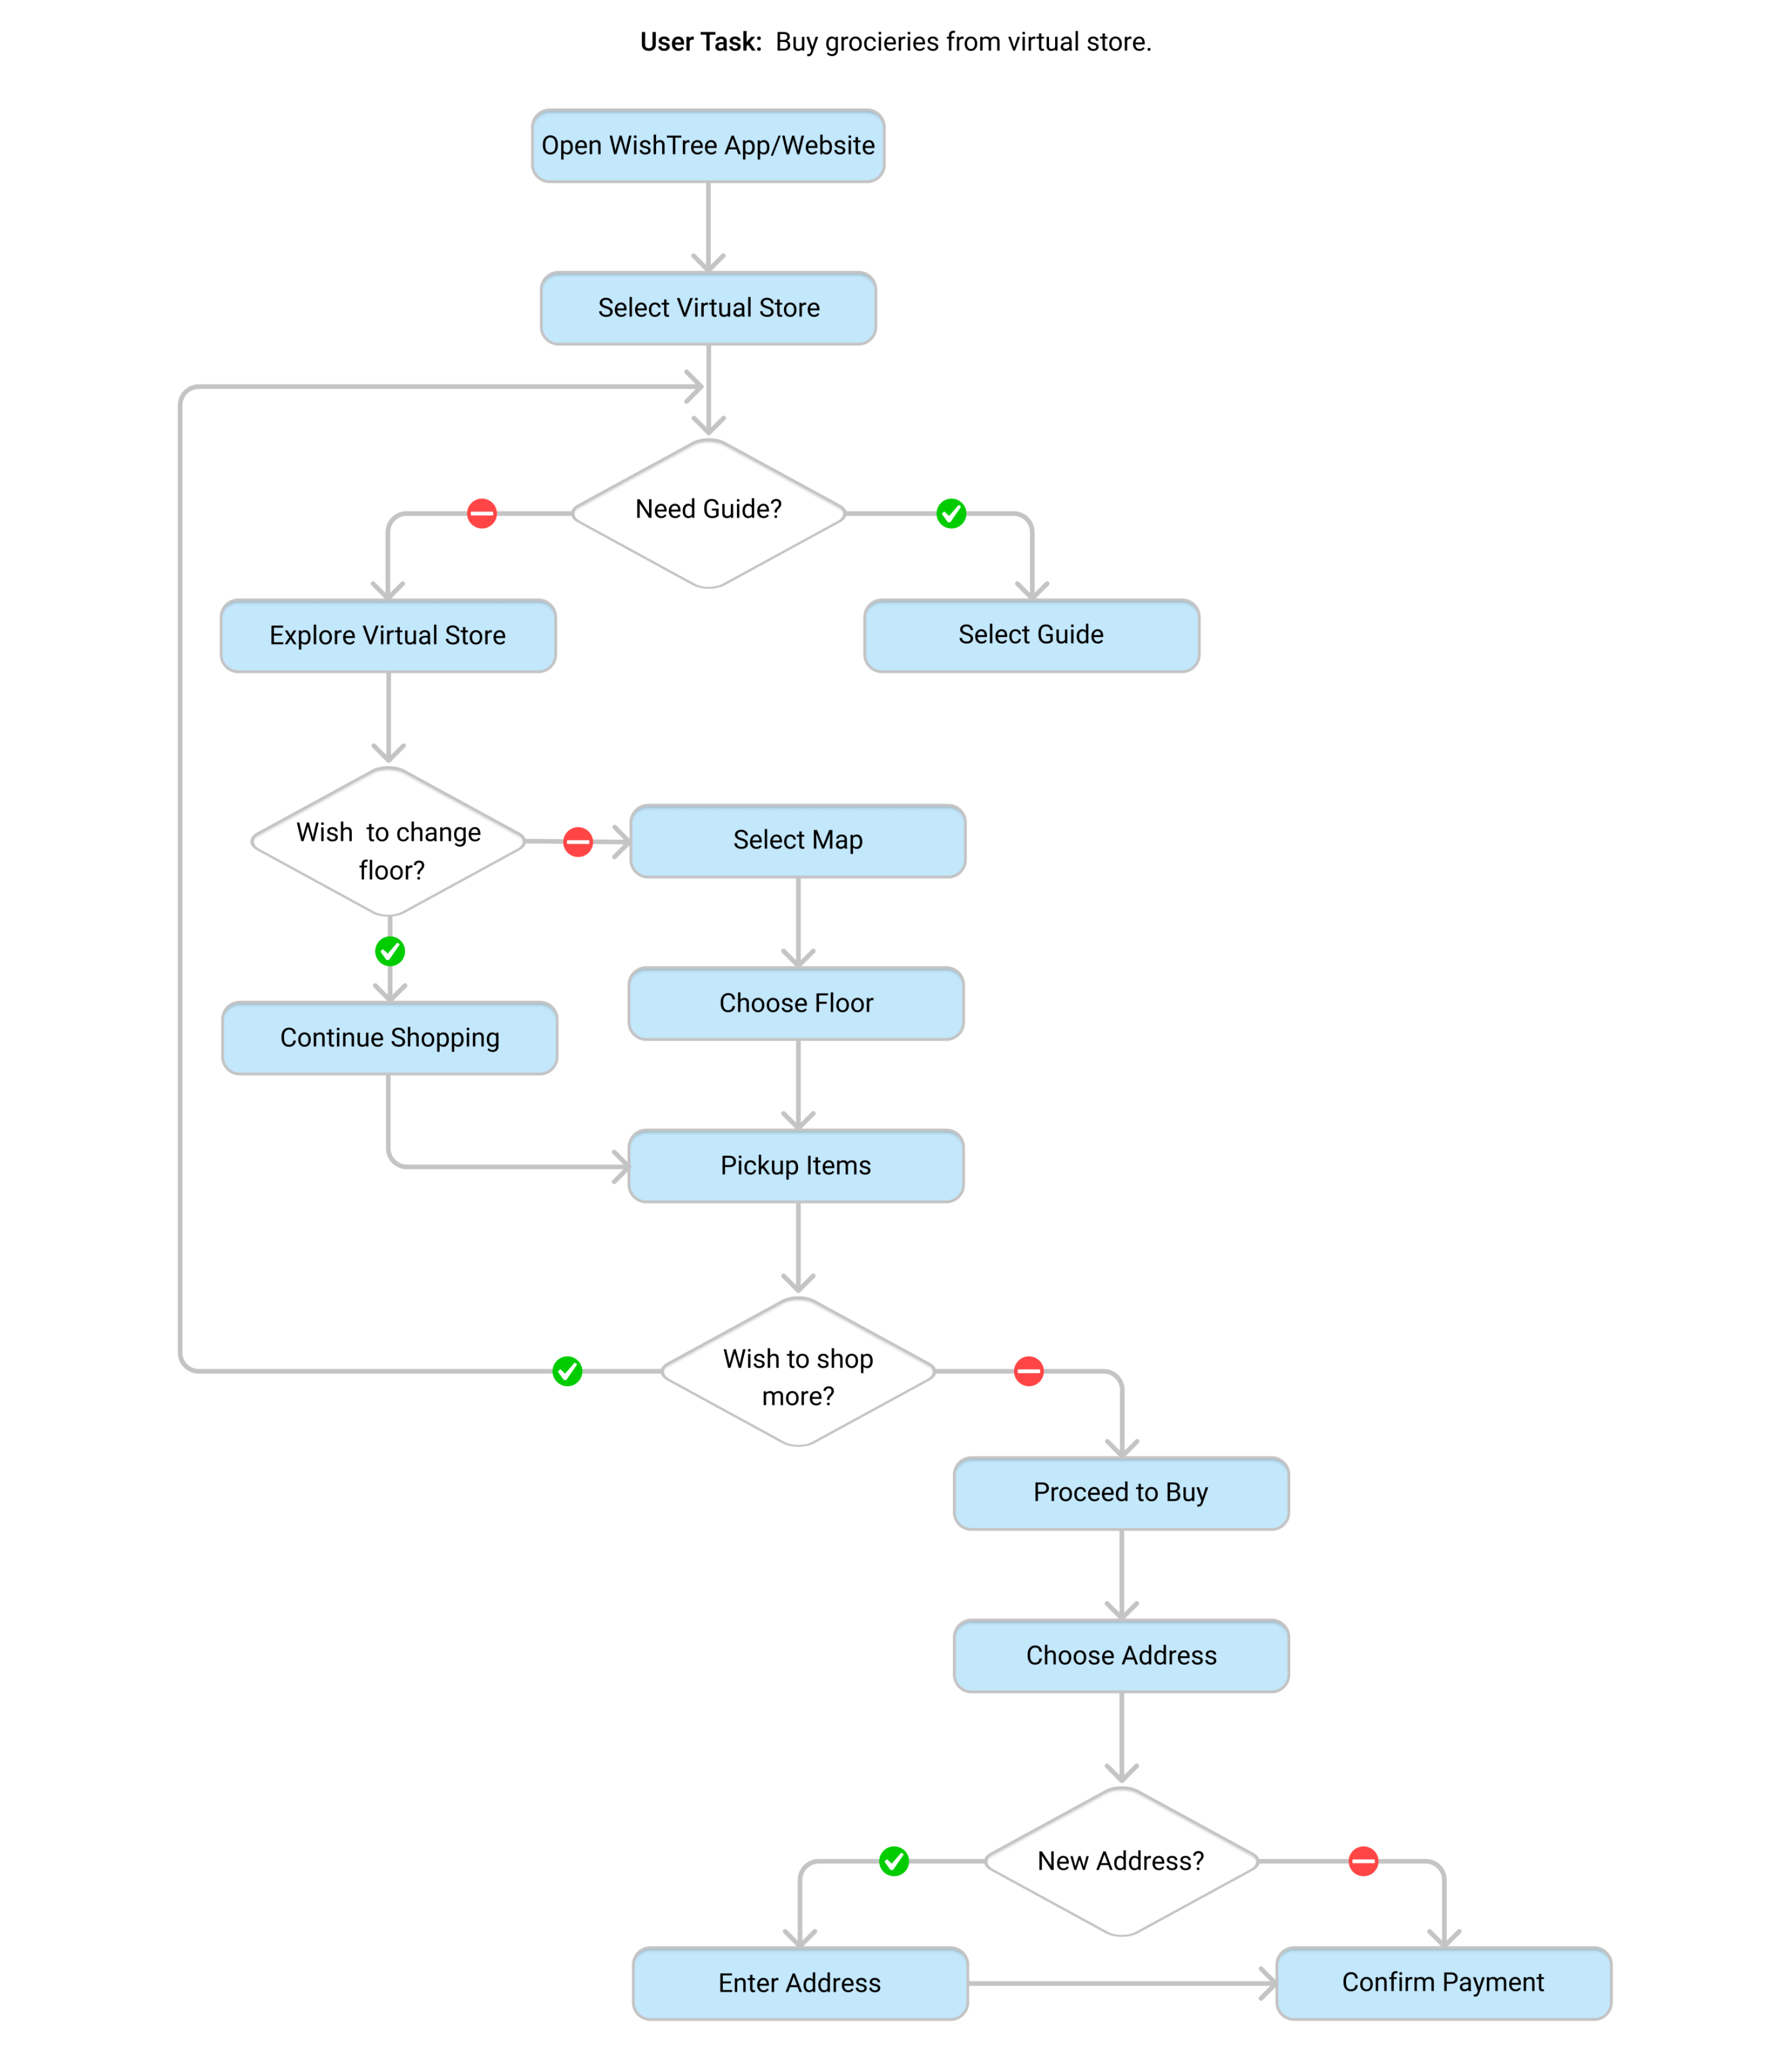 User Task: Buy grocieries from virtual store.
Open WishTree App/Website
Select Virtual Store
Need Guide?
Explore Virtual Store
Select Guide
Wish to change
floor?
Select Map
Choose Floor
Continue Shopping
Pickup Items
Wish to shop
more?
Proceed to Buy
Choose Address
New Address?
Enter Address
Confirm Payment